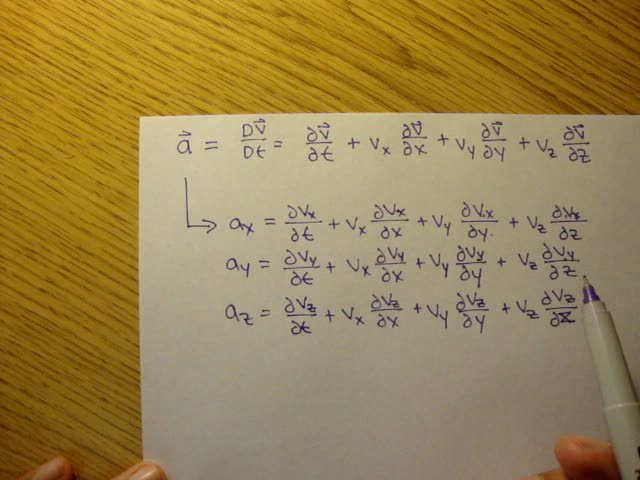 a⃗ = DV⃗/Dt = ∂V⃗/∂t + Vx ∂V⃗/∂x + Vy ∂V⃗/∂y + Vz ∂V⃗/∂z
ax = ∂Vx/∂t + Vx ∂Vx/∂x + Vy ∂Vx/∂y + Vz ∂Vx/∂z
ay = ∂Vy/∂t + Vx ∂Vy/∂x + Vy ∂Vy/∂y + Vz ∂Vy/∂z
az = ∂Vz/∂t + Vx ∂Vz/∂x + Vy ∂Vz/∂y + Vz ∂Vz/∂z